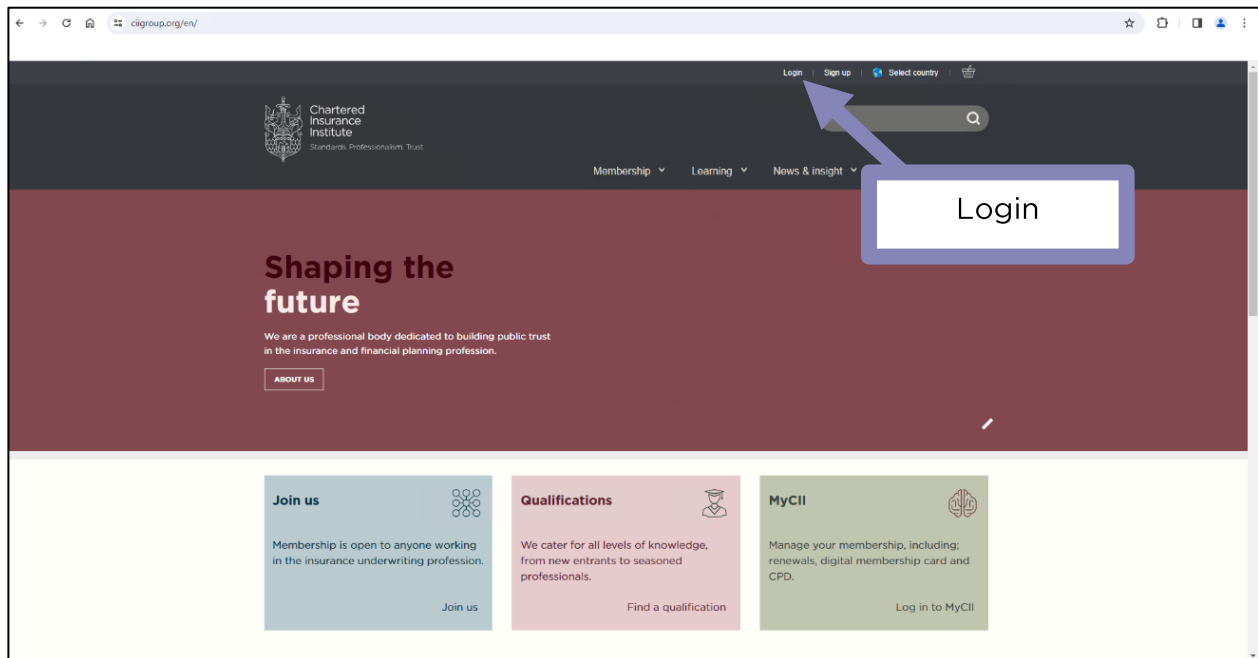 ciigroup.org/en/
Login | Sign up | Select country |
Chartered
Insurance
Institute
Standards. Professionalism. Trust.
Membership Learning News & insight
Login
Shaping the
future
We are a professional body dedicated to building public trust
in the insurance and financial planning profession.
ABOUT US
Join us
Membership is open to anyone working
in the insurance underwriting profession.
Join us
Qualifications
We cater for all levels of knowledge,
from new entrants to seasoned
professionals.
Find a qualification
MyCII
Manage your membership, including;
renewals, digital membership card and
CPD.
Log in to MyCII